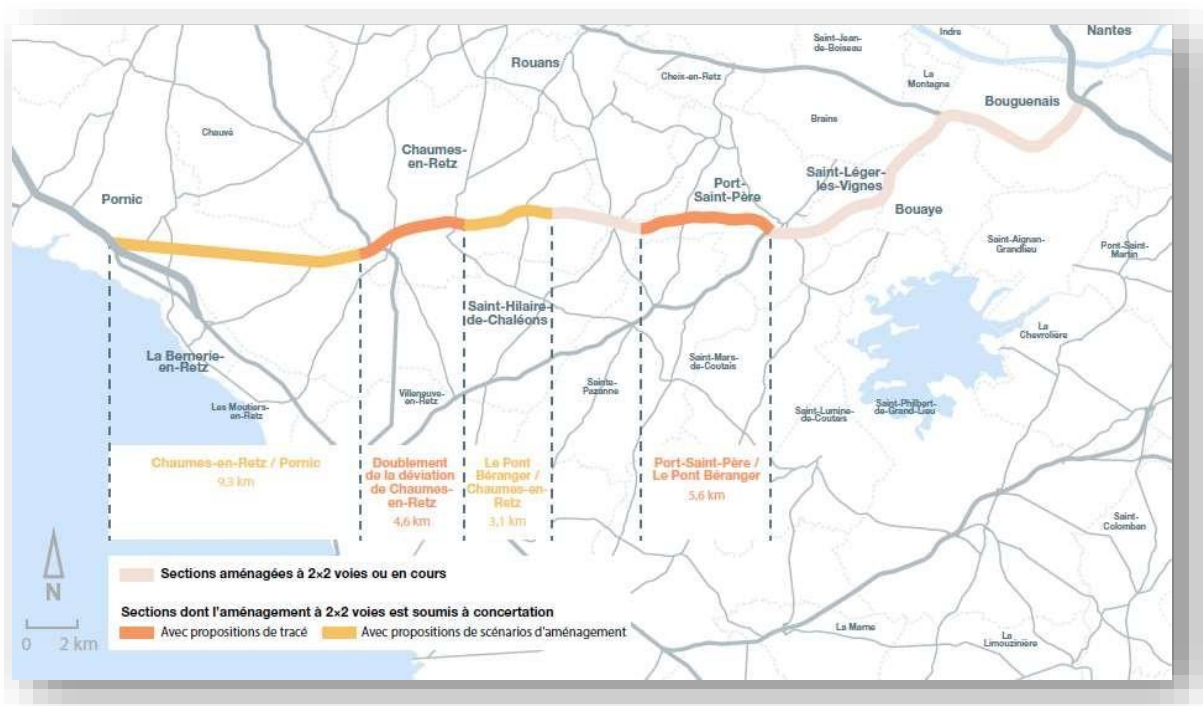 Saint-Jean-
de-Boiseau
Indre
Nantes
Rouans
Cheix-en-Retz
La
Montagne
Bouguenais
Chauvé
Brains
Chaumes-
en-Retz
Port-
Saint-Père
Saint-Léger-
les-Vignes
Pornic
Bouaye
Saint-Aignan-
Grandlieu
Pont-Saint-
Martin
Saint-Hilaire-
de-Chaléons
La
Chevrolière
La Bernerie-
en-Retz
Saint-Mars-
de-Coutais
Villeneuve-
en-Retz
Sainte-
Pazanne
Les Moutiers-
en-Retz
Saint-Lumine-
de-Coutais
Saint-Philbert-
de-Grand-Lieu
Chaumes-en-Retz / Pornic
9,3 km
Doublement
de la déviation
de Chaumes-
en-Retz
4,6 km
Le Pont
Béranger /
Chaumes-en-
Retz
3,1 km
Port-Saint-Père /
Le Pont Béranger
5,6 km
Saint-
Colomban
N
0 2 km
Sections aménagées à 2×2 voies ou en cours
Sections dont l'aménagement à 2×2 voies est soumis à concertation
Avec propositions de tracé
Avec propositions de scénarios d'aménagement
La Marne
La
Limouzinière